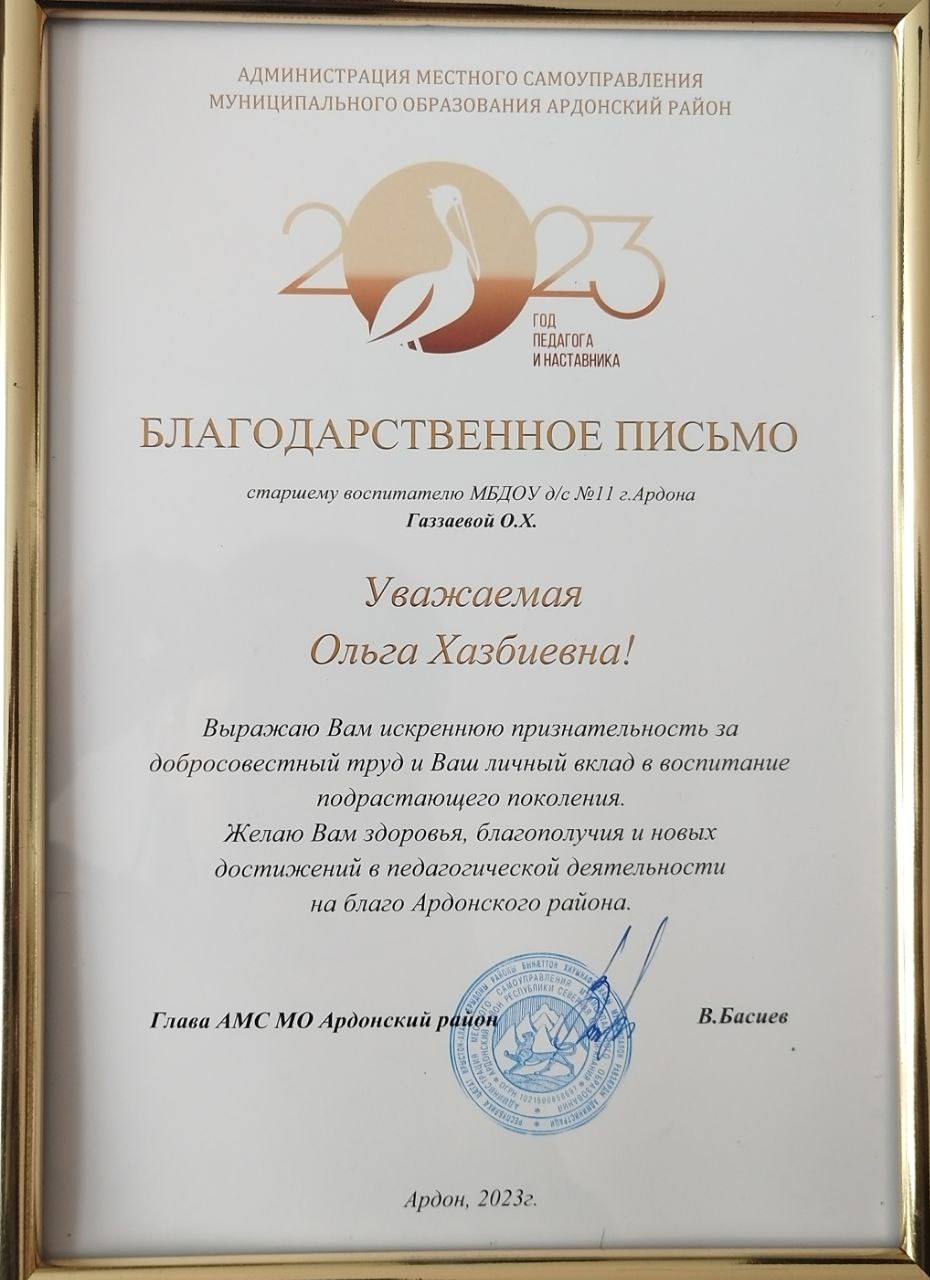 АДМИНИСТРАЦИЯ МЕСТНОГО САМОУПРАВЛЕНИЯ
МУНИЦИПАЛЬНОГО ОБРАЗОВАНИЯ АРДОНСКИЙ РАЙОН
2023
ГОД
ПЕДАГОГА
И НАСТАВНИКА
БЛАГОДАРСТВЕННОЕ ПИСЬМО
старшему воспитателю МБДОУ д/с №11 г.Ардона
Газзаевой О.Х.
Уважаемая
Ольга Хазбиевна!
Выражаю Вам искреннюю признательность за
добросовестный труд и Ваш личный вклад в воспитание
подрастающего поколения.
Желаю Вам здоровья, благополучия и новых
достижений в педагогической деятельности
на благо Ардонского района.
Глава АМС МО Ардонский район
В.Басиев
Ардон, 2023г.